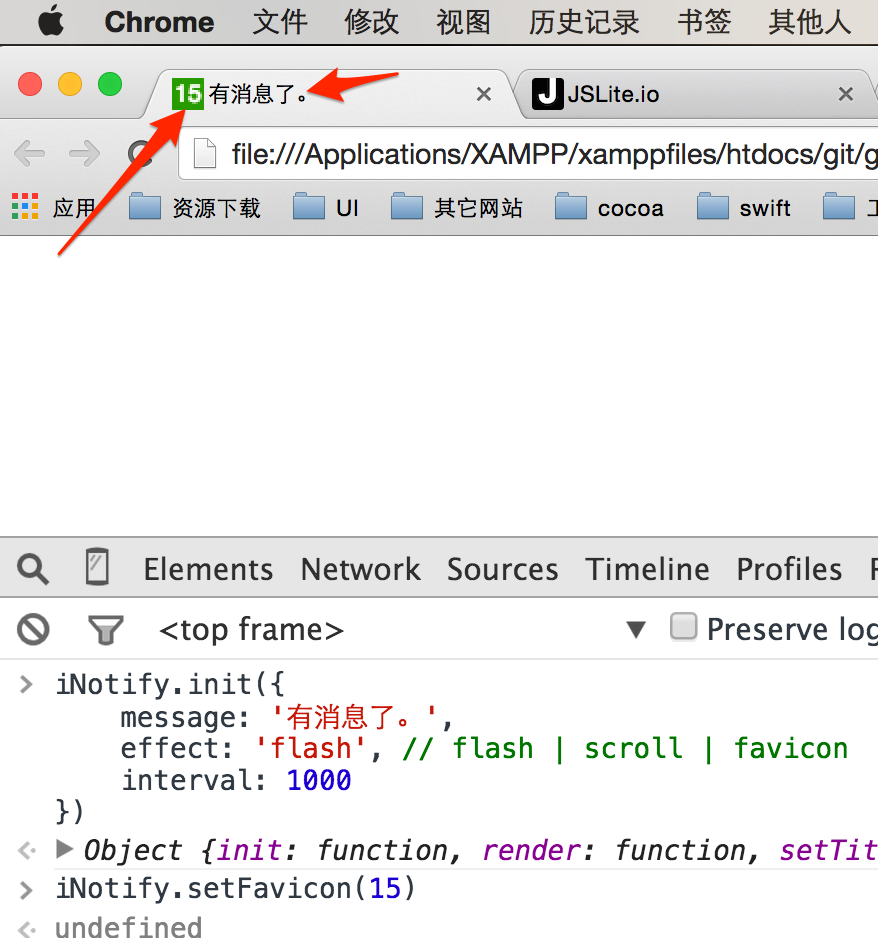 Chrome 文件 修改 视图 历史记录 书签 其他人
15 有消息了。 × J JSLite.io ×
file:///Applications/XAMPP/xamppfiles/htdocs/git/g
应用 资源下载 UI 其它网站 cocoa swift
Elements Network Sources Timeline Profiles
<top frame> ▼ Preserve log
> iNotify.init({
message: '有消息了。',
effect: 'flash', // flash | scroll | favicon
interval: 1000
})
Object {init: function, render: function, setTit
> iNotify.setFavicon(15)
undefined